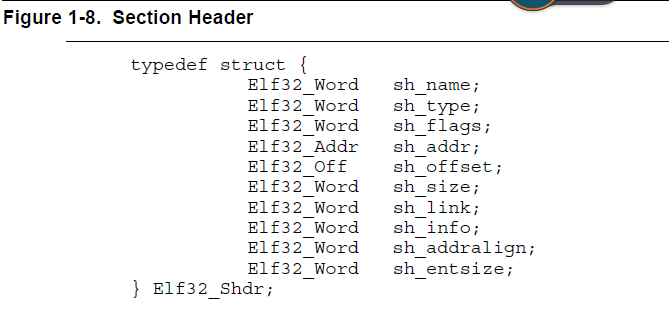 Figure 1-8. Section Header
typedef struct {
Elf32_Word sh_name;
Elf32_Word sh_type;
Elf32_Word sh_flags;
Elf32_Addr sh_addr;
Elf32_Off sh_offset;
Elf32_Word sh_size;
Elf32_Word sh_link;
Elf32_Word sh_info;
Elf32_Word sh_addralign;
Elf32_Word sh_entsize;
} Elf32_Shdr;